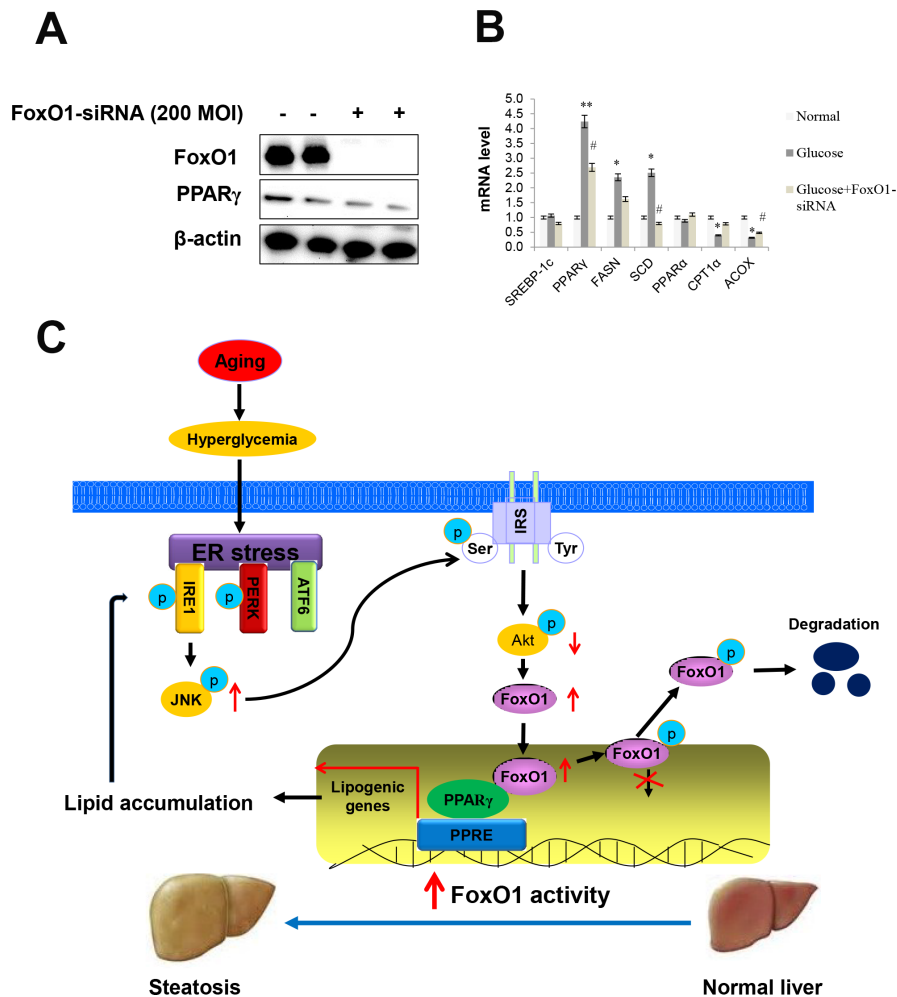 A
FoxO1-siRNA (200 MOI)
- - + +
FoxO1
PPARγ
β-actin
B
mRNA level
5.0
4.5
4.0
3.5
3.0
2.5
2.0
1.5
1.0
0.5
0.0
**
#
*
*
#
*
*
#
SREBP-1c
PPARγ
FASN
SCD
PPARα
CPT1α
ACOX
Normal
Glucose
Glucose+FoxO1-
siRNA
C
Aging
Hyperglycemia
ER stress
p
IRE1
p
PERK
ATF6
JNK
p
IRS
p
Ser
Tyr
Akt
p
FoxO1
FoxO1
FoxO1
p
FoxO1
p
Degradation
Lipogenic
genes
PPARγ
PPRE
Lipid accumulation
FoxO1 activity
Steatosis
Normal liver